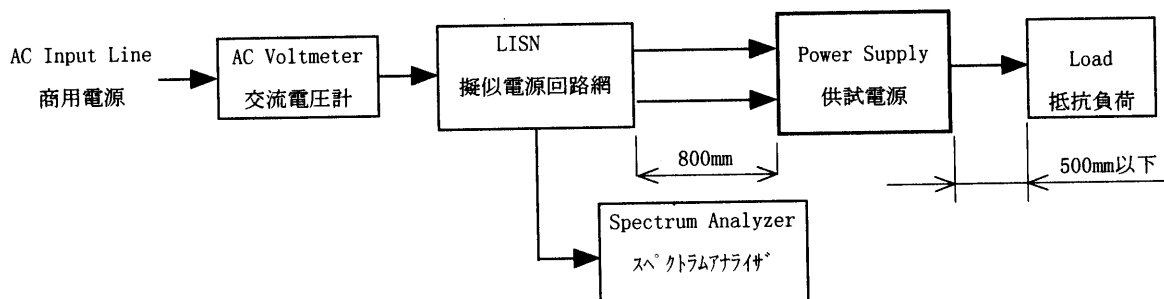 AC Input Line
商用電源
AC Voltmeter
交流電圧計
LISN
擬似電源回路網
Power Supply
供試電源
Load
抵抗負荷
800mm
500mm以下
Spectrum Analyzer
ｽﾍﾟｸﾄﾗﾑｱﾅﾗｲｻﾞ